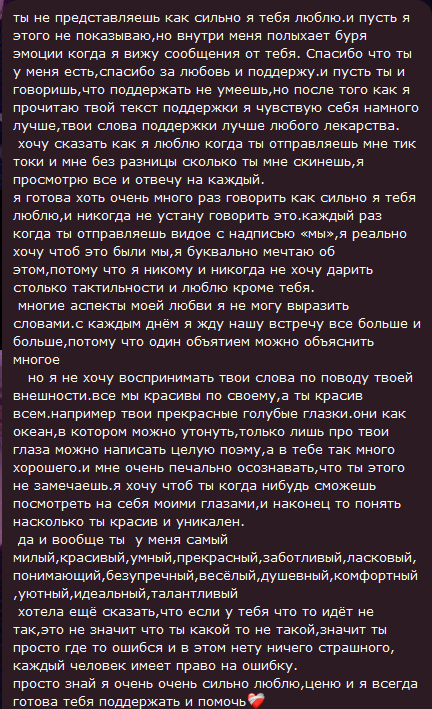 ты не представляешь как сильно я тебя люблю.и пусть я
этого не показываю,но внутри меня полыхает буря
эмоции когда я вижу сообщения от тебя. Спасибо что ты
у меня есть,спасибо за любовь и поддержу.и пусть ты и
говоришь,что поддержать не умеешь,но после того как я
прочитаю твой текст поддержки я чувствую себя намного
лучше,твои слова поддержки лучше любого лекарства.
хочу сказать как я люблю когда ты отправляешь мне тик
токи и мне без разницы сколько ты мне скинешь,я
просмотрю все и отвечу на каждый.
я готова хоть очень много раз говорить как сильно я тебя
люблю,и никогда не устану говорить это.каждый раз
когда ты отправляешь видое с надписью «мы»,я реально
хочу чтоб это были мы,я буквально мечтаю об
этом,потому что я никому и никогда не хочу дарить
столько тактильности и люблю кроме тебя.
многие аспекты моей любви я не могу выразить
словами.с каждым днём я жду нашу встречу все больше и
больше,потому что один объятием можно объяснить
многое
но я не хочу воспринимать твои слова по поводу твоей
внешности.все мы красивы по своему,а ты красив
всем.например твои прекрасные голубые глазки.они как
океан,в котором можно утонуть,только лишь про твои
глаза можно написать целую поэму,а в тебе так много
хорошего.и мне очень печально осознавать,что ты этого
не замечаешь.я хочу чтоб ты когда нибудь сможешь
посмотреть на себя моими глазами,и наконец то понять
насколько ты красив и уникален.
да и вообще ты у меня самый
милый,красивый,умный,прекрасный,заботливый,ласковый,
понимающий,безупречный,весёлый,душевный,комфортный
,уютный,идеальный,талантливый
хотела ещё сказать,что если у тебя что то идёт не
так,это не значит что ты какой то не такой,значит ты
просто где то ошибся и в этом нету ничего страшного,
каждый человек имеет право на ошибку.
просто знай я очень очень сильно люблю,ценю и я всегда
готова тебя поддержать и помочь❤️‍🩹